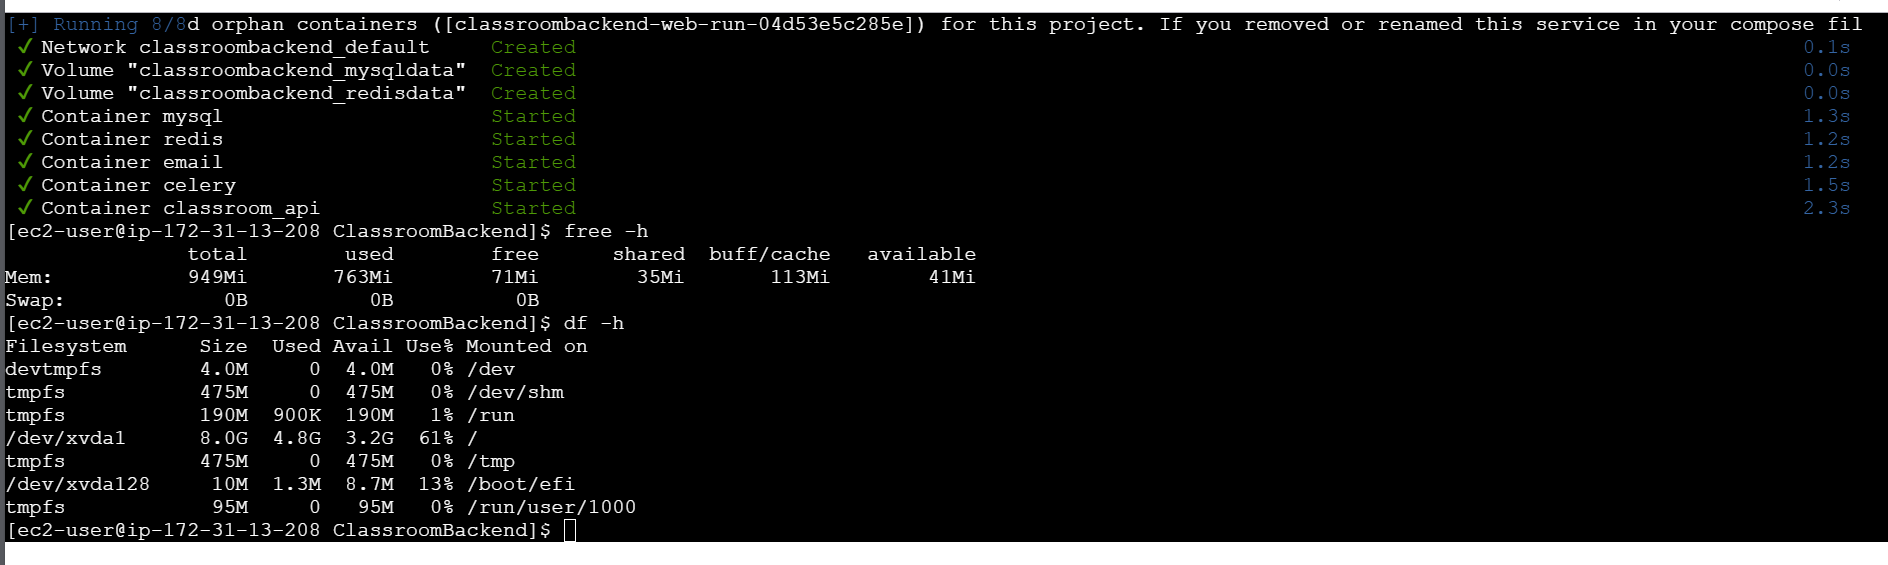 [+] Running 8/8d orphan containers ([classroombackend-web-run-04d53e5c285e]) for this project. If you removed or renamed this service in your compose fil
✓ Network classroombackend_default Created 0.1s
✓ Volume "classroombackend_mysqldata" Created 0.0s
✓ Volume "classroombackend_redisdata" Created 0.0s
✓ Container mysql Started 1.3s
✓ Container redis Started 1.2s
✓ Container email Started 1.2s
✓ Container celery Started 1.5s
✓ Container classroom_api Started 2.3s
[ec2-user@ip-172-31-13-208 ClassroomBackend]$ free -h
total used free shared buff/cache available
Mem: 949Mi 763Mi 71Mi 35Mi 113Mi 41Mi
Swap: 0B 0B 0B
[ec2-user@ip-172-31-13-208 ClassroomBackend]$ df -h
Filesystem Size Used Avail Use% Mounted on
devtmpfs 4.0M 0 4.0M 0% /dev
tmpfs 475M 0 475M 0% /dev/shm
tmpfs 190M 900K 190M 1% /run
/dev/xvda1 8.0G 4.8G 3.2G 61% /
tmpfs 475M 0 475M 0% /tmp
/dev/xvda128 10M 1.3M 8.7M 13% /boot/efi
tmpfs 95M 0 95M 0% /run/user/1000
[ec2-user@ip-172-31-13-208 ClassroomBackend]$